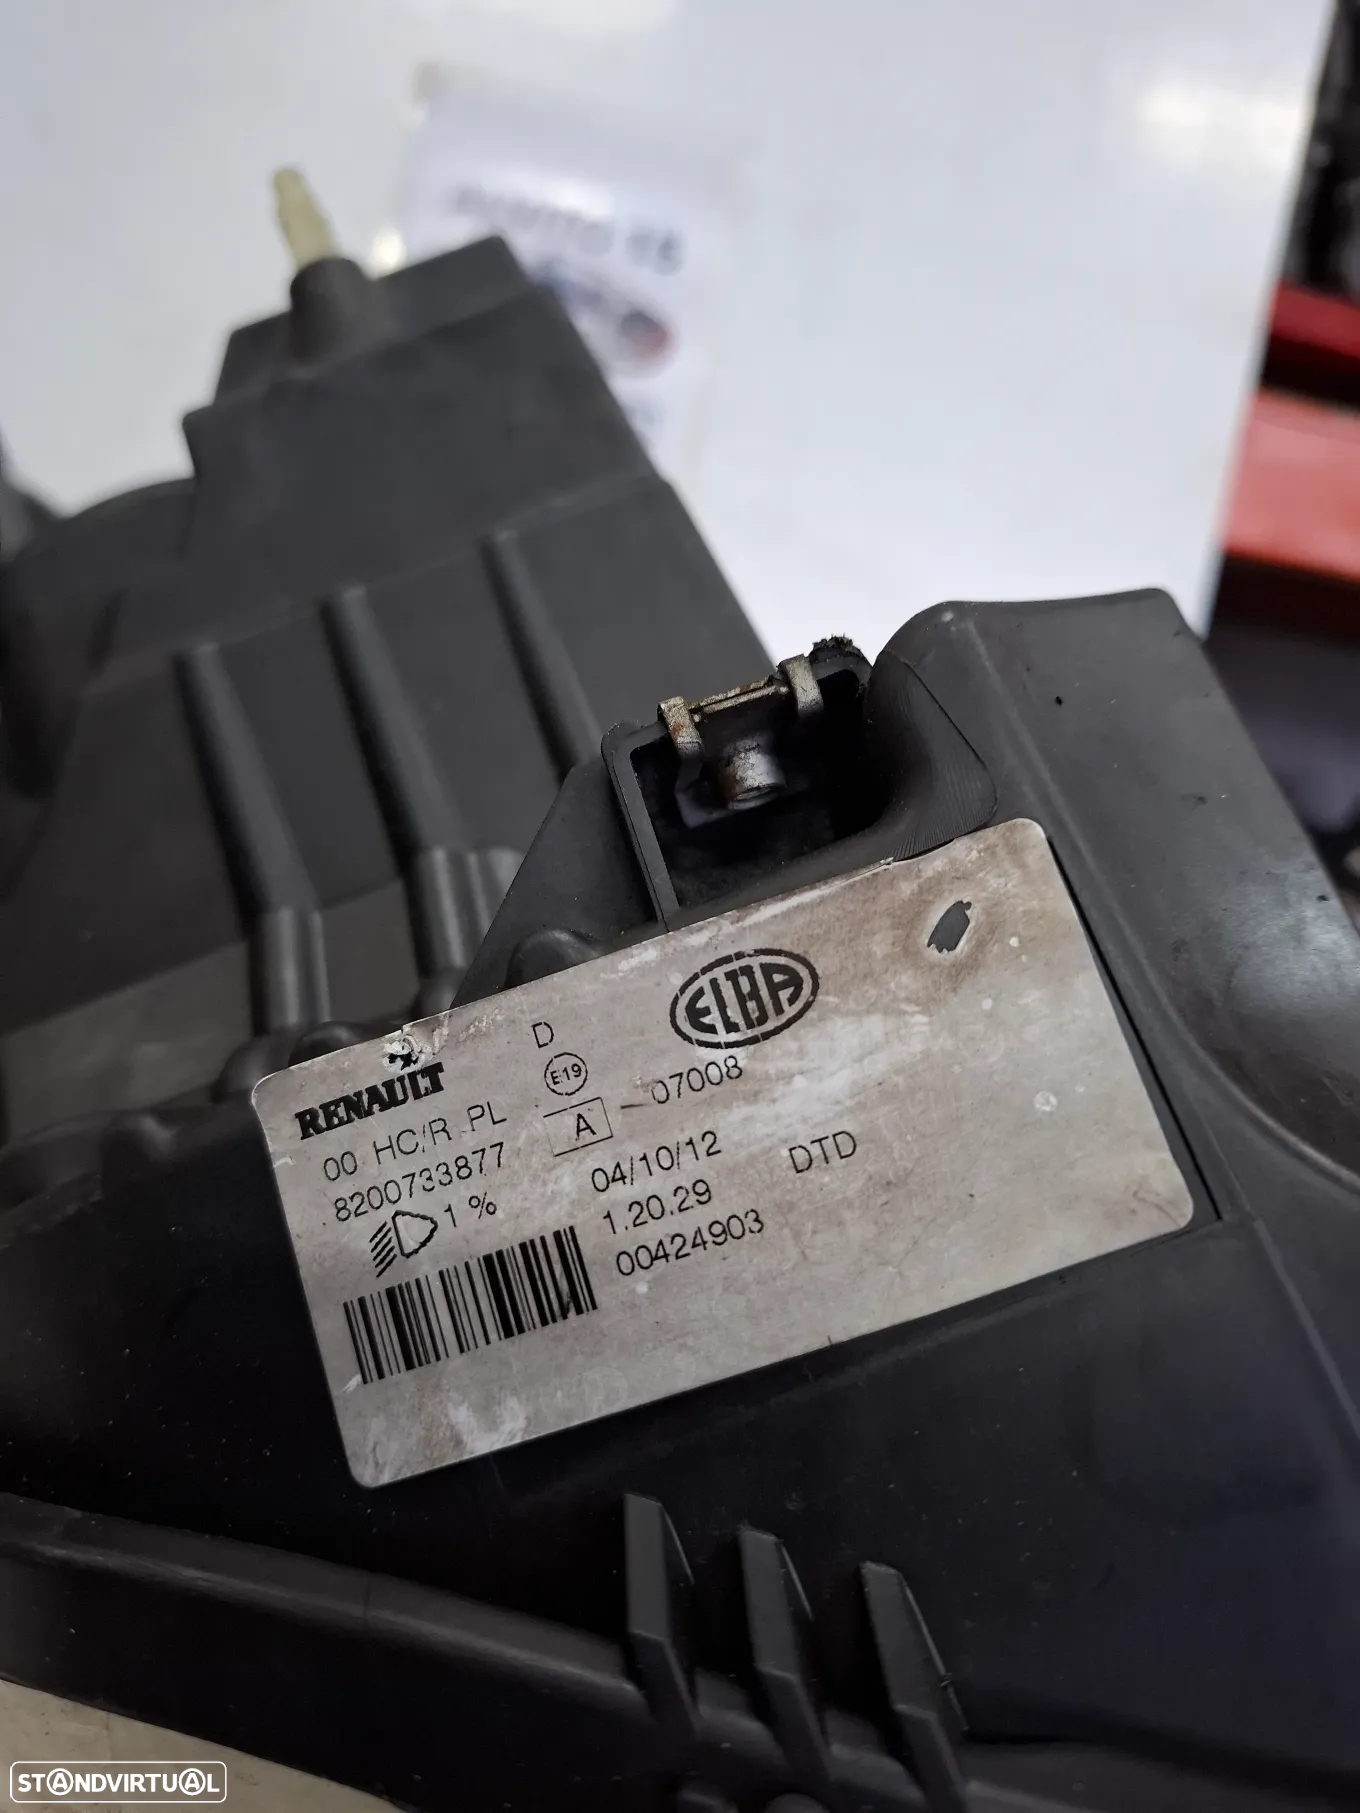 RENAULT
00 HC/R PL
8200733877
1 %
D
E19
A
ELBA
07008
04/10/12
1.20.29
00424903
DTD
STANDVIRTUAL